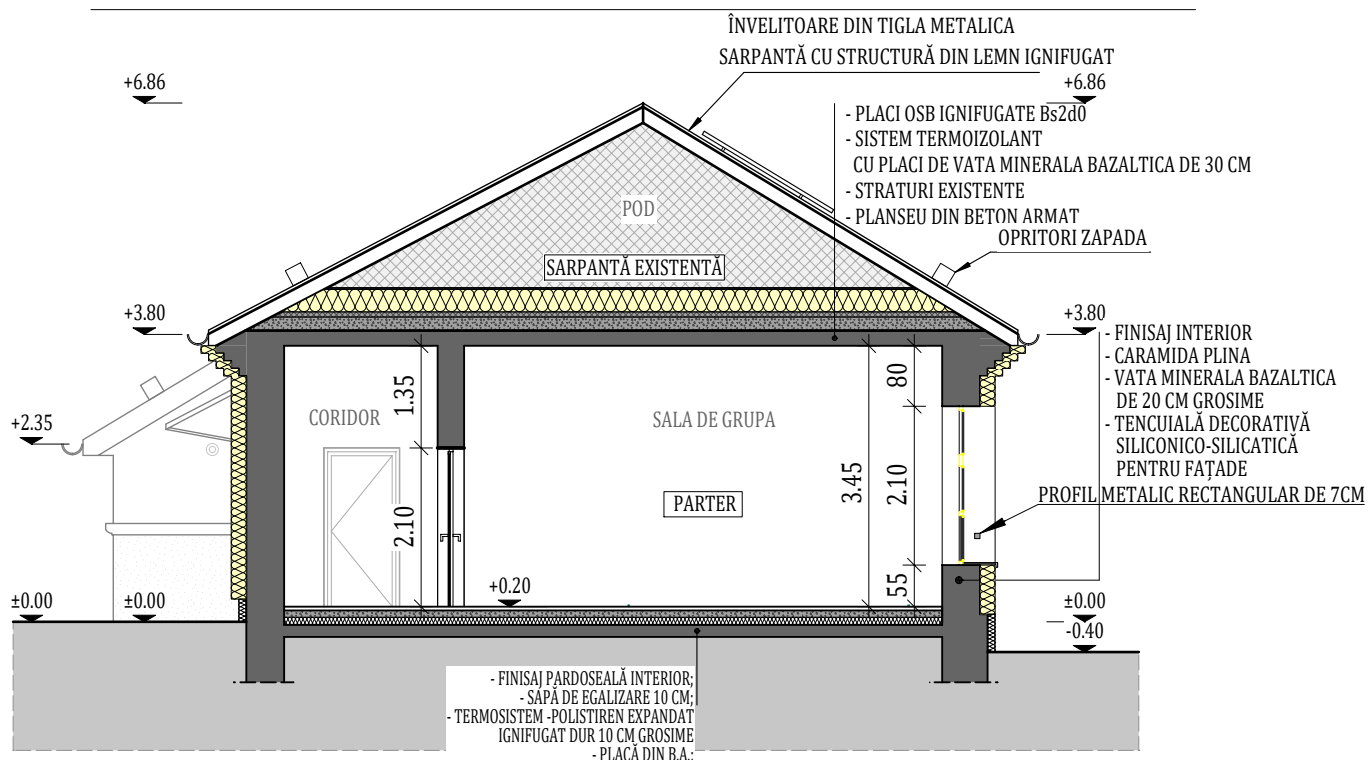 ÎNVELITOARE DIN TIGLA METALICA
SARPANTĂ CU STRUCTURĂ DIN LEMN IGNIFUGAT
+6.86
+6.86
- PLACI OSB IGNIFUGATE Bs2d0
- SISTEM TERMOIZOLANT
CU PLACI DE VATA MINERALA BAZALTICA DE 30 CM
- STRATURI EXISTENTE
- PLANSEU DIN BETON ARMAT
POD
OPRITORI ZAPADA
SARPANTĂ EXISTENTĂ
+3.80
+3.80
- FINISAJ INTERIOR
- CARAMIDA PLINA
- VATA MINERALA BAZALTICA
DE 20 CM GROSIME
- TENCUIALĂ DECORATIVĂ
SILICONICO-SILICATICĂ
PENTRU FAȚADE
1.35
80
CORIDOR
SALA DE GRUPA
+2.35
3.45
2.10
PROFIL METALIC RECTANGULAR DE 7CM
PARTER
2.10
+0.20
55
±0.00
±0.00
±0.00
-0.40
- FINISAJ PARDOSEALĂ INTERIOR;
- SAPĂ DE EGALIZARE 10 CM;
- TERMOSISTEM -POLISTIREN EXPANDAT
IGNIFUGAT DUR 10 CM GROSIME
- PLACĂ DIN B.A.;